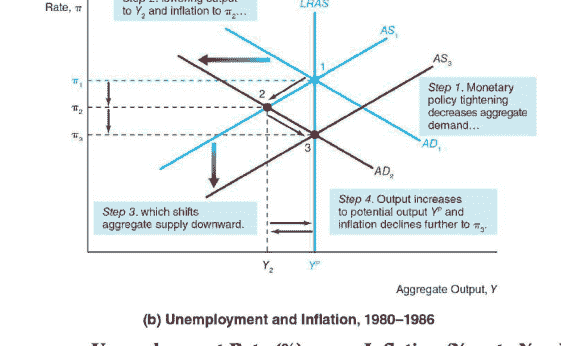 Rate, π
to Y2 and inflation to π2...
LRAS
AS1
AS3
1
2
3
π1
π2
π3
Step 1. Monetary
policy tightening
decreases aggregate
demand...
AD1
AD2
Step 3. which shifts
aggregate supply downward.
Step 4. Output increases
to potential output YP and
inflation declines further to π3.
Y2
YP
Aggregate Output, Y
(b) Unemployment and Inflation, 1980–1986